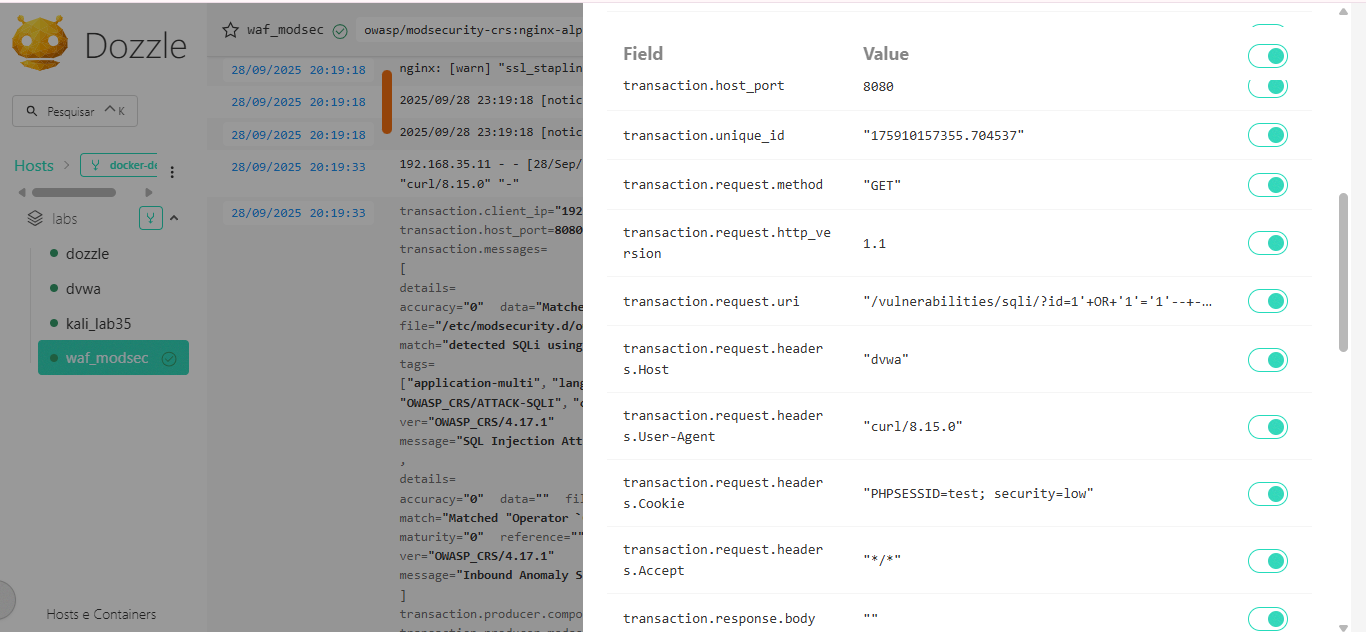 Dozzle
Pesquisar ^ K
Hosts > docker-de
labs
dozzle
dvwa
kali_lab35
waf_modsec
Hosts e Containers
waf_modsec owasp/modsecurity-crs:nginx-alp
28/09/2025 20:19:18 nginx: [warn] "ssl_staplin
28/09/2025 20:19:18 2025/09/28 23:19:18 [notic
28/09/2025 20:19:18 2025/09/28 23:19:18 [notic
28/09/2025 20:19:33 192.168.35.11 - - [28/Sep/
"curl/8.15.0" "-"
28/09/2025 20:19:33 transaction.client_ip="192
transaction.host_port=8080
transaction.messages=
[
details=
accuracy="0" data="Matche
file="/etc/modsecurity.d/o
match="detected SQLi using
tags=
["application-multi", "lang
"OWASP_CRS/ATTACK-SQLI", "c
ver="OWASP_CRS/4.17.1"
message="SQL Injection Att
,
details=
accuracy="0" data="" fil
match="Matched "Operator `
maturity="0" reference=""
ver="OWASP_CRS/4.17.1"
message="Inbound Anomaly S
]
transaction.producer.compo
Field Value
transaction.host_port 8080
transaction.unique_id "175910157355.704537"
transaction.request.method "GET"
transaction.request.http_ve
rsion 1.1
transaction.request.uri "/vulnerabilities/sqli/?id=1'+OR+'1'='1'--+-…
transaction.request.header
s.Host "dvwa"
transaction.request.header
s.User-Agent "curl/8.15.0"
transaction.request.header
s.Cookie "PHPSESSID=test; security=low"
transaction.request.header
s.Accept "*/*"
transaction.response.body ""